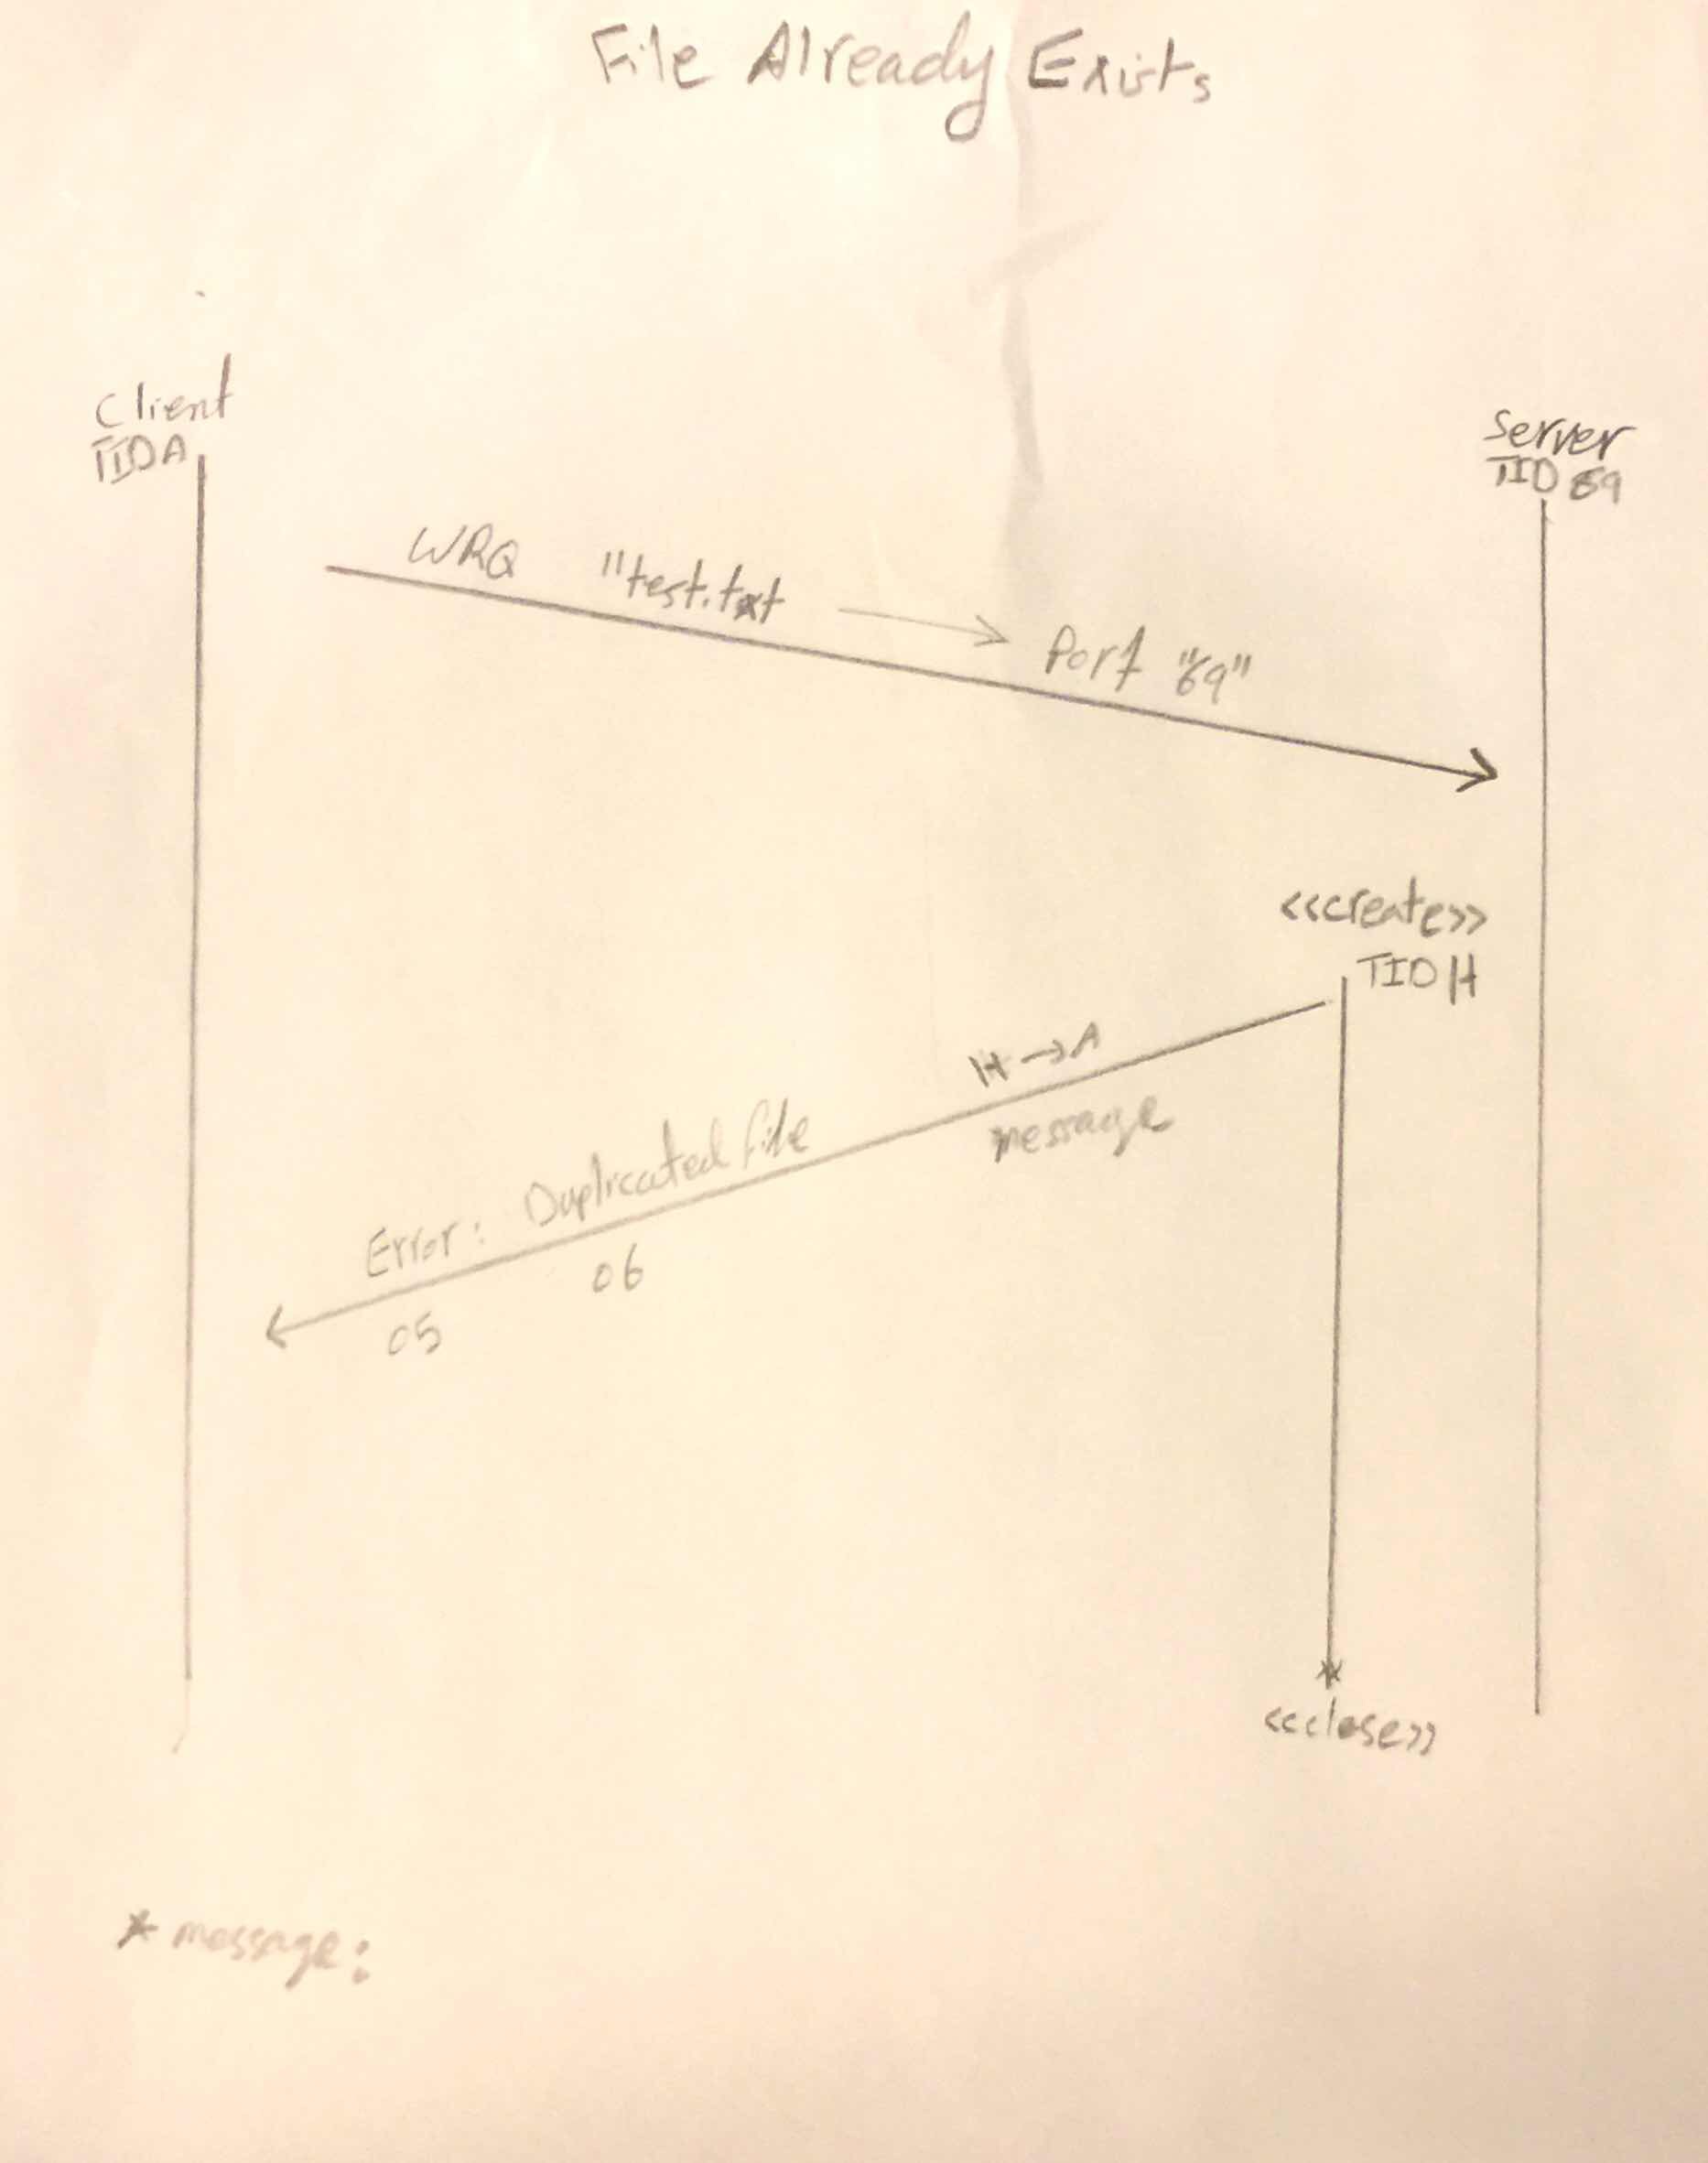 File Already Exists
Client
TIDA
Server
TID 69
WRQ "test.txt → Port "69"
<<create>>
TID H
H → A
message
Error: Duplicated file
06
05
*
<<close>>
* message: